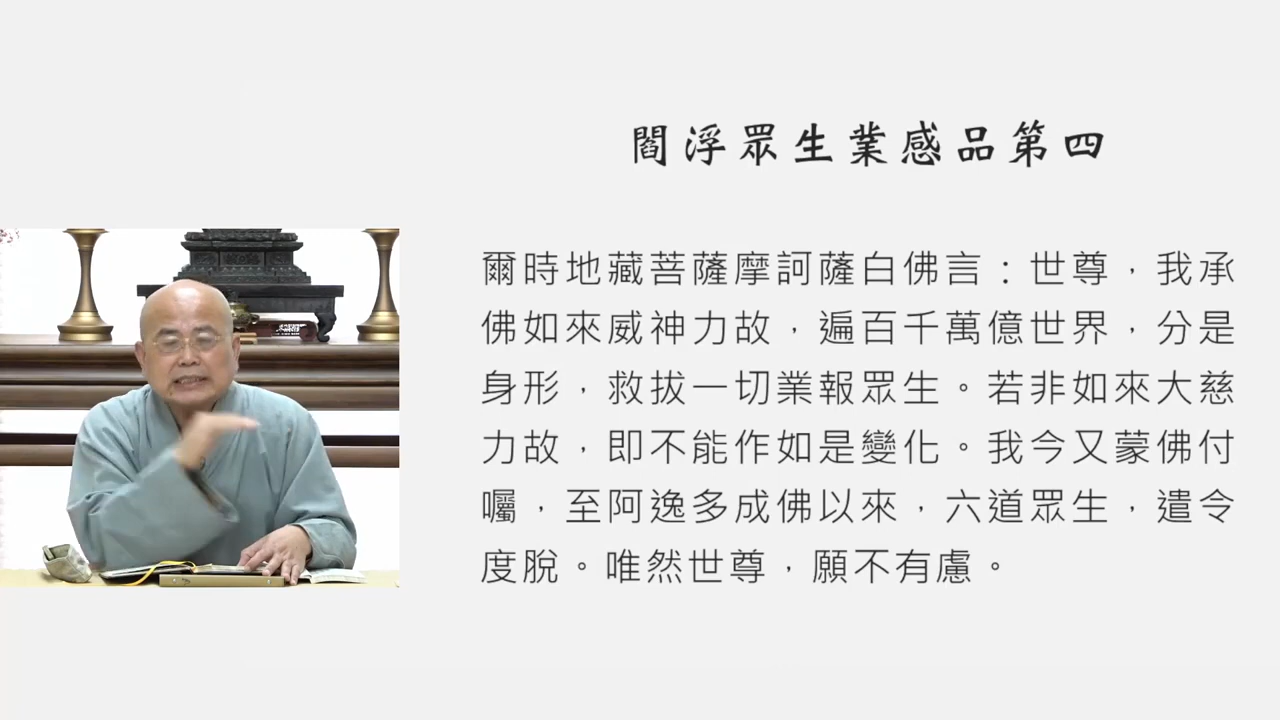 閻浮眾生業感品第四
爾時地藏菩薩摩訶薩白佛言：世尊，我承
佛如來威神力故，遍百千萬億世界，分是
身形，救拔一切業報眾生。若非如來大慈
力故，即不能作如是變化。我今又蒙佛付
囑，至阿逸多成佛以來，六道眾生，遣令
度脫。唯然世尊，願不有慮。